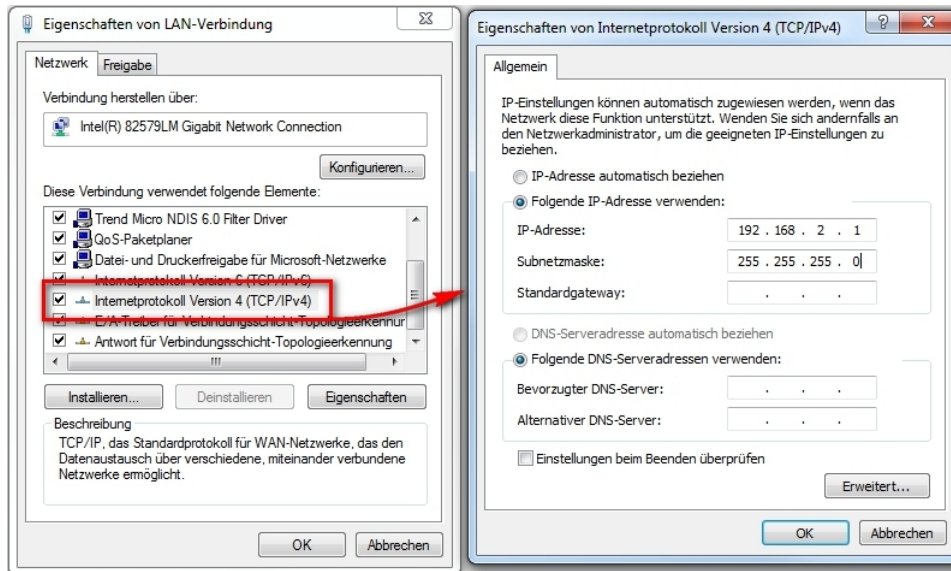 Eigenschaften von LAN-Verbindung
Netzwerk
Freigabe
Verbindung herstellen über:
Intel(R) 82579LM Gigabit Network Connection
Konfigurieren...
Diese Verbindung verwendet folgende Elemente:
Trend Micro NDIS 6.0 Filter Driver
QoS-Paketplaner
Datei- und Druckerfreigabe für Microsoft-Netzwerke
Internetprotokoll Version 6 (TCP/IPv6)
Internetprotokoll Version 4 (TCP/IPv4)
E/A-Treiber für Verbindungsschicht-Topologieerkennur
Antwort für Verbindungsschicht-Topologieerkennung
Installieren...
Deinstallieren
Eigenschaften
Beschreibung
TCP/IP, das Standardprotokoll für WAN-Netzwerke, das den
Datenaustausch über verschiedene, miteinander verbundene
Netzwerke ermöglicht.
OK
Abbrechen
Eigenschaften von Internetprotokoll Version 4 (TCP/IPv4)
Allgemein
IP-Einstellungen können automatisch zugewiesen werden, wenn das
Netzwerk diese Funktion unterstützt. Wenden Sie sich andernfalls an
den Netzwerkadministrator, um die geeigneten IP-Einstellungen zu
beziehen.
IP-Adresse automatisch beziehen
Folgende IP-Adresse verwenden:
IP-Adresse: 192 . 168 . 2 . 1
Subnetzmaske: 255 . 255 . 255 . 0
Standardgateway: . . .
DNS-Serveradresse automatisch beziehen
Folgende DNS-Serveradressen verwenden:
Bevorzugter DNS-Server: . . .
Alternativer DNS-Server: . . .
Einstellungen beim Beenden überprüfen
Erweitert...
OK
Abbrechen